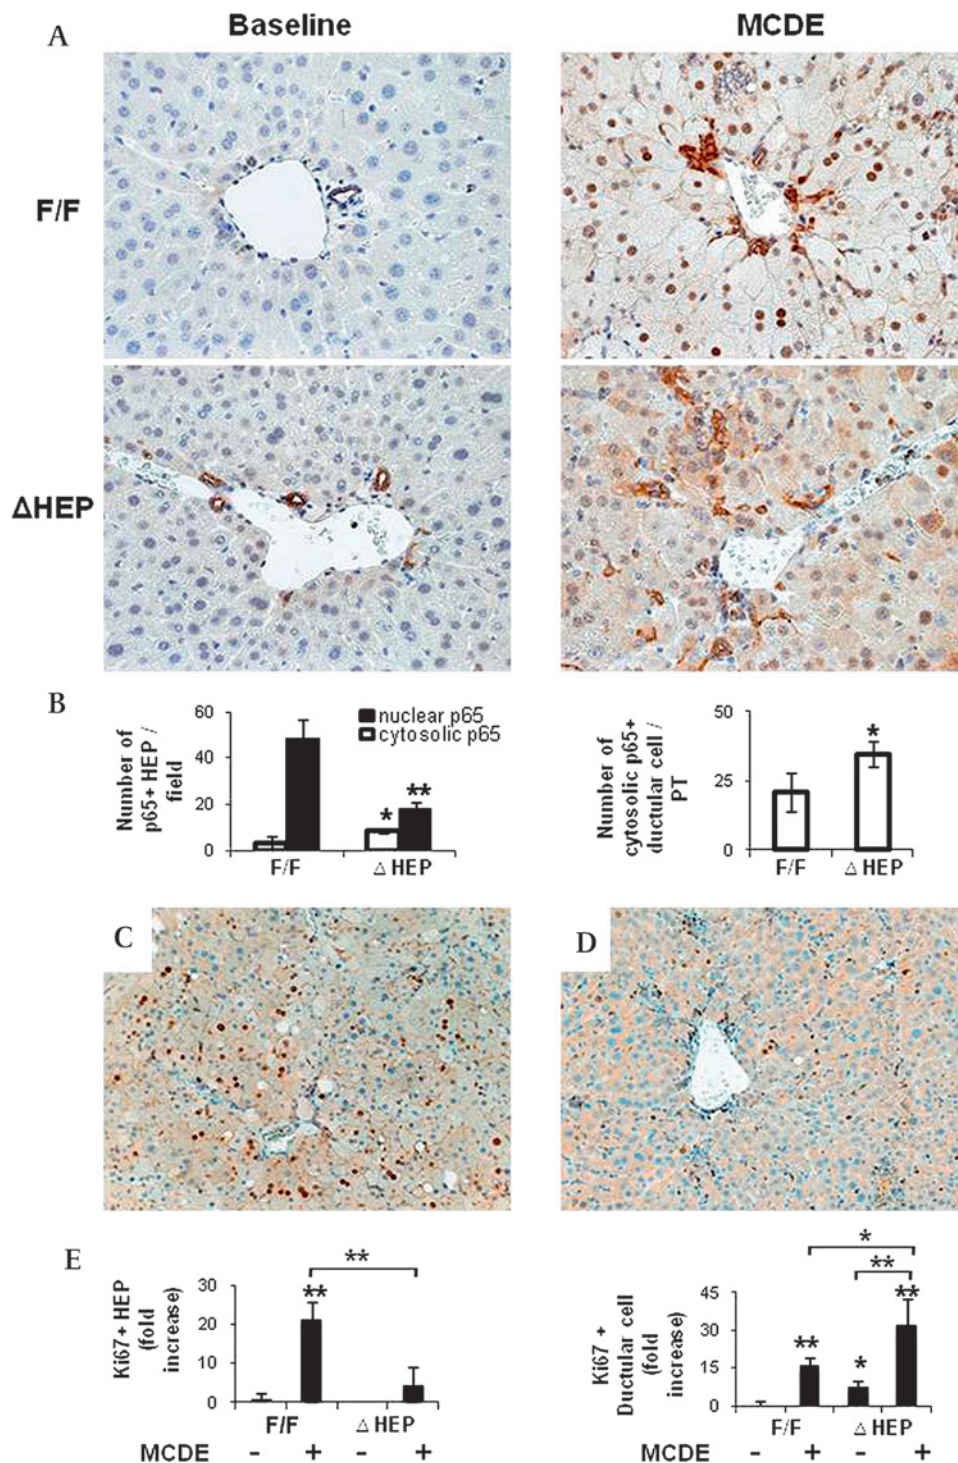 A
Baseline
MCDE
F/F
ΔHEP
B
Number of
p65+ HEP /
field
60
40
20
0
nuclear p65
cytosolic p65
*
**
F/F
Δ HEP
Number of
cytosolic p65+
ductular cell /
PT
50
25
0
*
F/F
Δ HEP
C
D
E
Ki67+ HEP
(fold
increase)
30
20
10
0
**
**
F/F
Δ HEP
MCDE - + - +
Ki67 +
Ductular cell
(fold
increase)
45
30
15
0
*
**
**
*
**
F/F
Δ HEP
MCDE - + - +